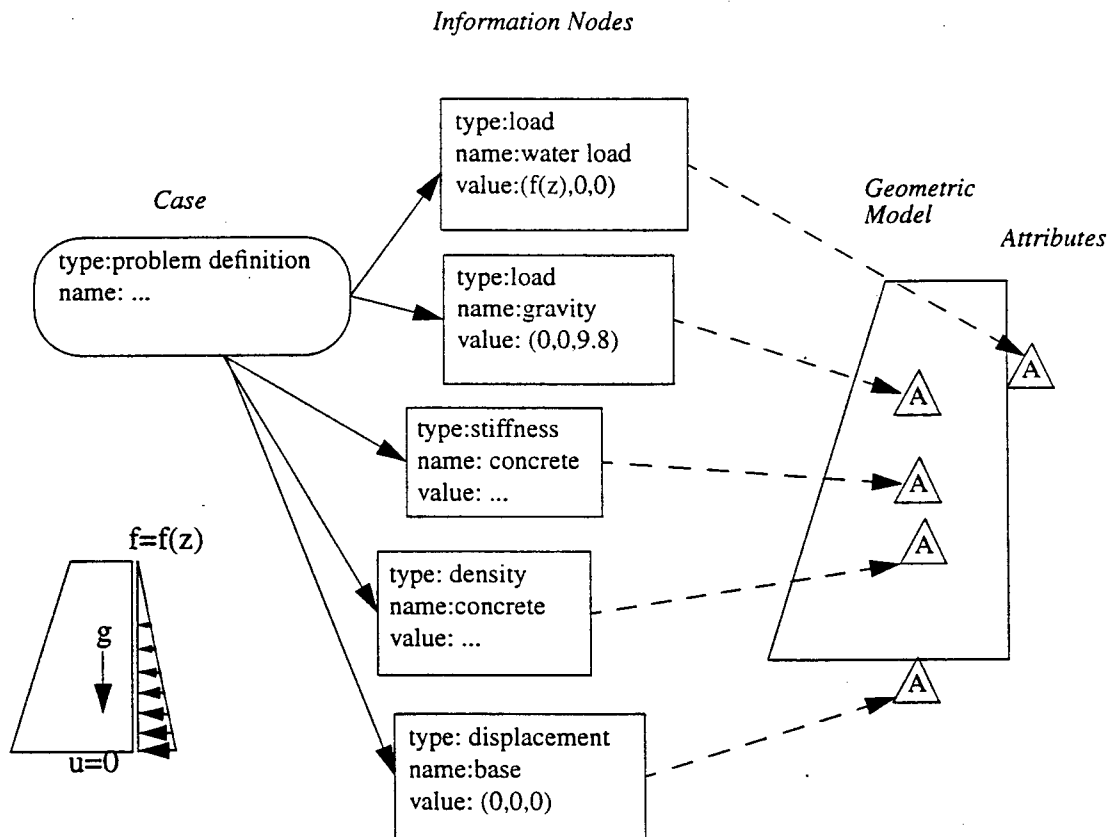 Information Nodes
type:load
name:water load
value:(f(z),0,0)
Case
type:problem definition
name: ...
type:load
name:gravity
value: (0,0,9.8)
Geometric
Model
Attributes
A
A
type:stiffness
name: concrete
value: ...
A
A
type: density
name:concrete
value: ...
f=f(z)
g
u=0
type: displacement
name:base
value: (0,0,0)
A